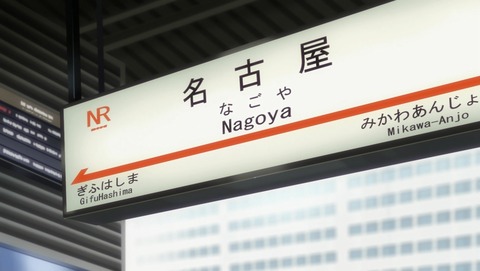 NR
名古屋
なごや
Nagoya
みかわあんじょ
Mikawa-Anjo
ぎふはしま
GifuHashima